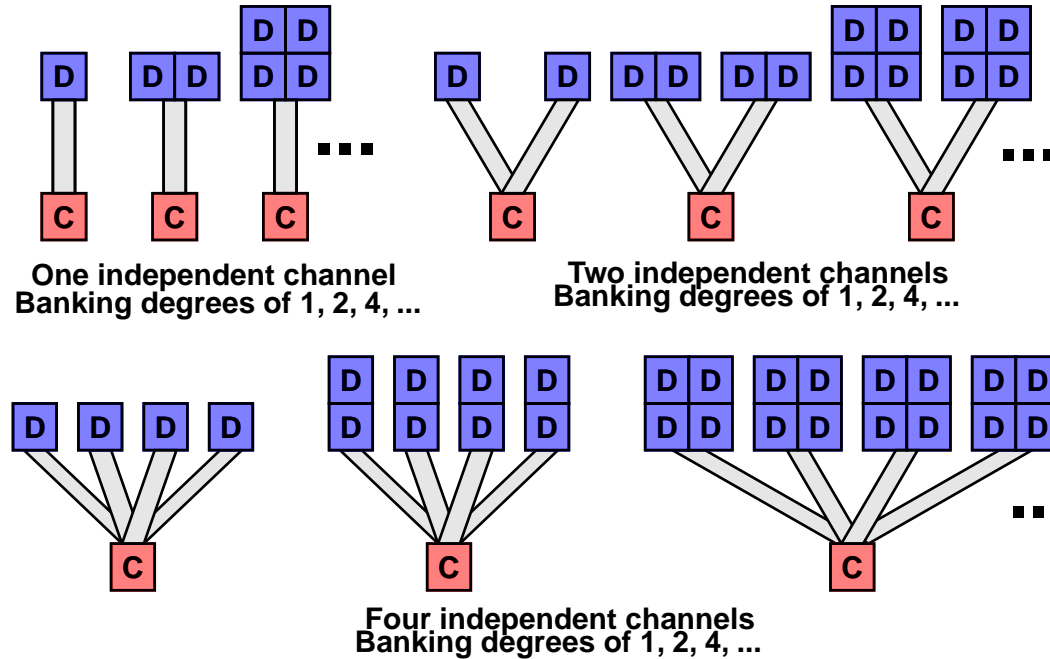 D D
D D D D D
C C C
One independent channel
Banking degrees of 1, 2, 4, ...
D D D D
D D D D D D D D D D
C C C
Two independent channels
Banking degrees of 1, 2, 4, ...
D D D D
C
D D D D
D D D D
C
D D D D D D D D
D D D D D D D D
C
Four independent channels
Banking degrees of 1, 2, 4, ...